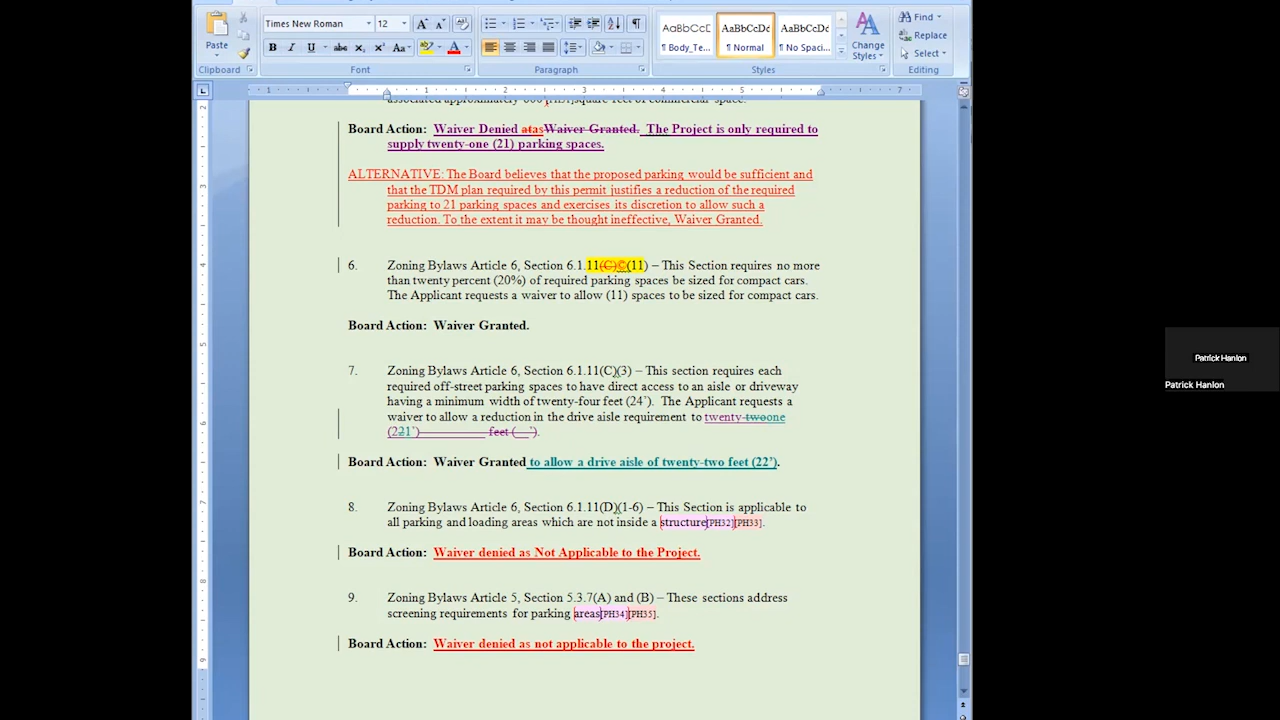 Times New Roman 12 Find
Paste Replace
B I U abc X₂ X² Aa A AaBbCcDc AaBbCcDc AaBbCcDc Change Select
¶ Body_Te... ¶ Normal ¶ No Spaci... Styles
Clipboard Font Paragraph Styles Editing
associated approximately square feet of commercial space.
Board Action: Waiver Denied atasWaiver Granted. The Project is only required to
supply twenty-one (21) parking spaces.
ALTERNATIVE: The Board believes that the proposed parking would be sufficient and
that the TDM plan required by this permit justifies a reduction of the required
parking to 21 parking spaces and exercises its discretion to allow such a
reduction. To the extent it may be thought ineffective, Waiver Granted.
6. Zoning Bylaws Article 6, Section 6.1.11(C)©(11) – This Section requires no more
than twenty percent (20%) of required parking spaces be sized for compact cars.
The Applicant requests a waiver to allow (11) spaces to be sized for compact cars.
Board Action: Waiver Granted.
7. Zoning Bylaws Article 6, Section 6.1.11(C)(3) – This section requires each
required off-street parking spaces to have direct access to an aisle or driveway
having a minimum width of twenty-four feet (24’). The Applicant requests a
waiver to allow a reduction in the drive aisle requirement to twenty-twoone
(221’)__________ feet (__’).
Board Action: Waiver Granted to allow a drive aisle of twenty-two feet (22’).
8. Zoning Bylaws Article 6, Section 6.1.11(D)(1-6) – This Section is applicable to
all parking and loading areas which are not inside a structure[PH32][PH33].
Board Action: Waiver denied as Not Applicable to the Project.
9. Zoning Bylaws Article 5, Section 5.3.7(A) and (B) – These sections address
screening requirements for parking areas[PH34][PH35].
Board Action: Waiver denied as not applicable to the project.
Patrick Hanlon
Patrick Hanlon